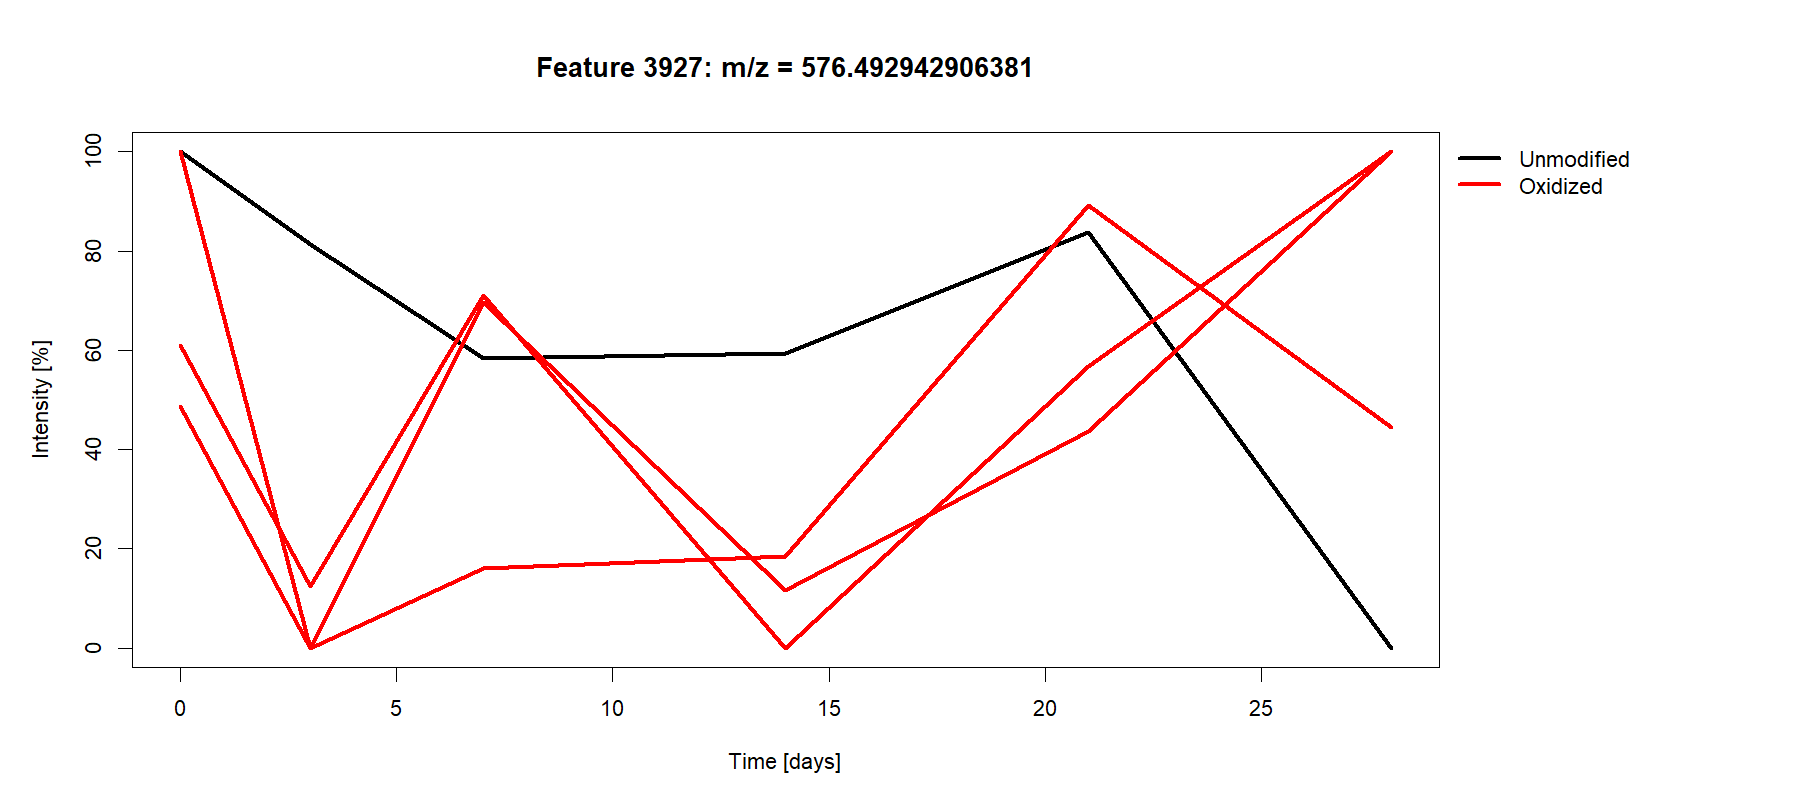 Feature 3927: m/z = 576.492942906381
Unmodified
Oxidized
Intensity [%]
100
80
60
40
20
0
0 5 10 15 20 25
Time [days]